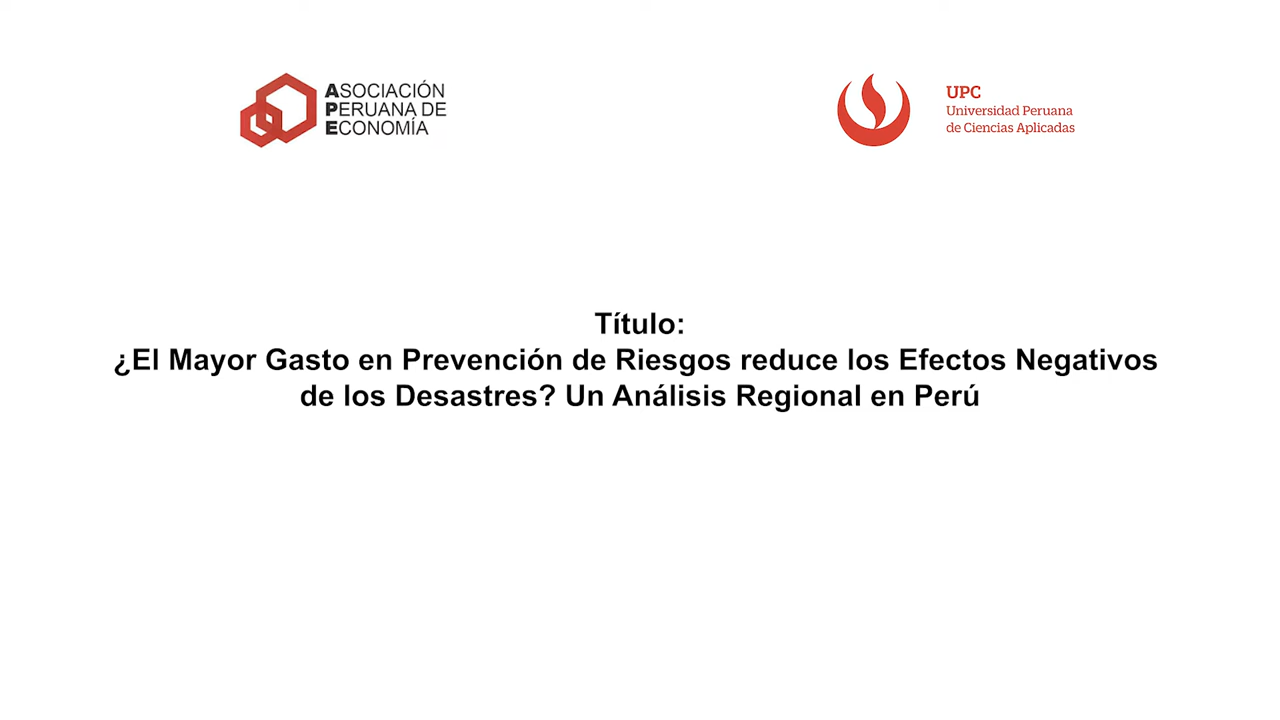 ASOCIACIÓN
PERUANA DE
ECONOMÍA
UPC
Universidad Peruana
de Ciencias Aplicadas
Título:
¿El Mayor Gasto en Prevención de Riesgos reduce los Efectos Negativos
de los Desastres? Un Análisis Regional en Perú